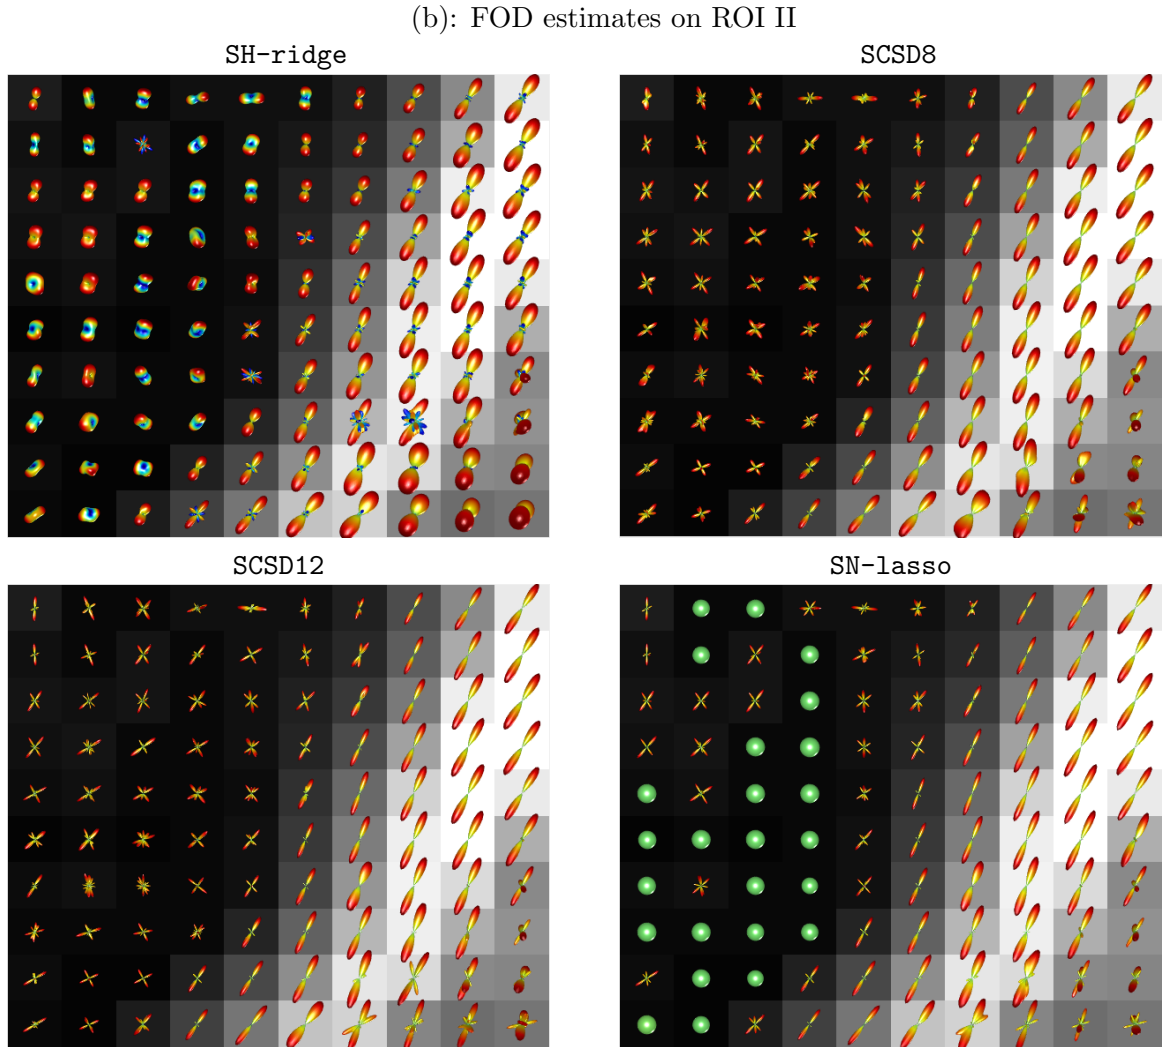 (b): FOD estimates on ROI II
SH-ridge
SCSD8
SCSD12
SN-lasso